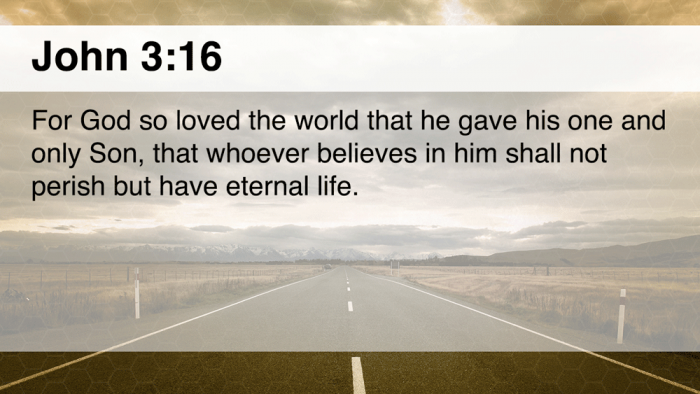 John 3:16
For God so loved the world that he gave his one and
only Son, that whoever believes in him shall not
perish but have eternal life.